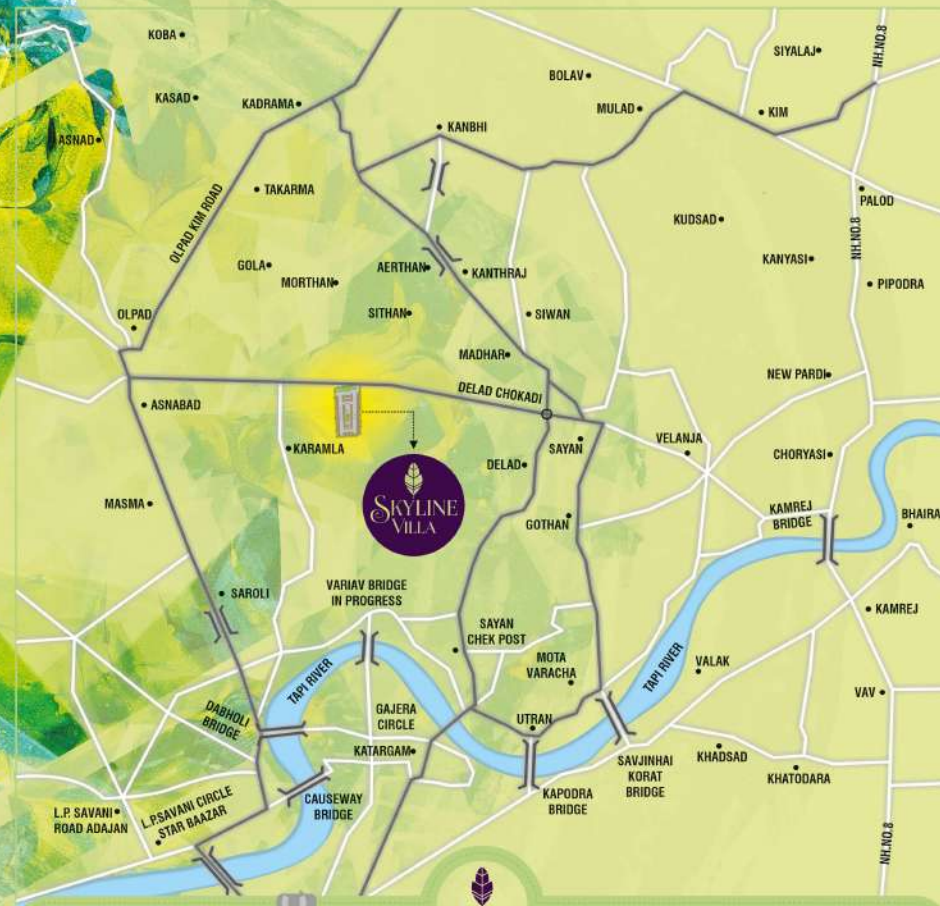 KOBA
SIYALAJ
NH.NO.8
BOLAV
KASAD
KADRAMA
MULAD
KIM
KANBHI
ASNAD
TAKARMA
PALOD
OLPAD KIM ROAD
KUDSAD
NH.NO.8
KANYASI
GOLA
AERTHAN
KANTHRAJ
MORTHAN
PIPODRA
SITHAN
SIWAN
OLPAD
MADHAR
NEW PARDI
DELAD CHOKADI
ASNABAD
KARAMLA
SAYAN
VELANJA
DELAD
CHORYASI
SKYLINE
VILLA
MASMA
GOTHAN
KAMREJ
BRIDGE
BHAIRA
SAROLI
VARIAV BRIDGE
IN PROGRESS
KAMREJ
SAYAN
CHEK POST
MOTA
VARACHA
TAPI RIVER
TAPI RIVER
VALAK
VAV
DABHOLI
BRIDGE
GAJERA
CIRCLE
UTRAN
KATARGAM
KHADSAD
SAVJINHAI
KORAT
BRIDGE
KHATODARA
KAPODRA
BRIDGE
CAUSEWAY
BRIDGE
L.P. SAVANI
ROAD ADAJAN
L.P.SAVANI CIRCLE
STAR BAAZAR
NH.NO.8